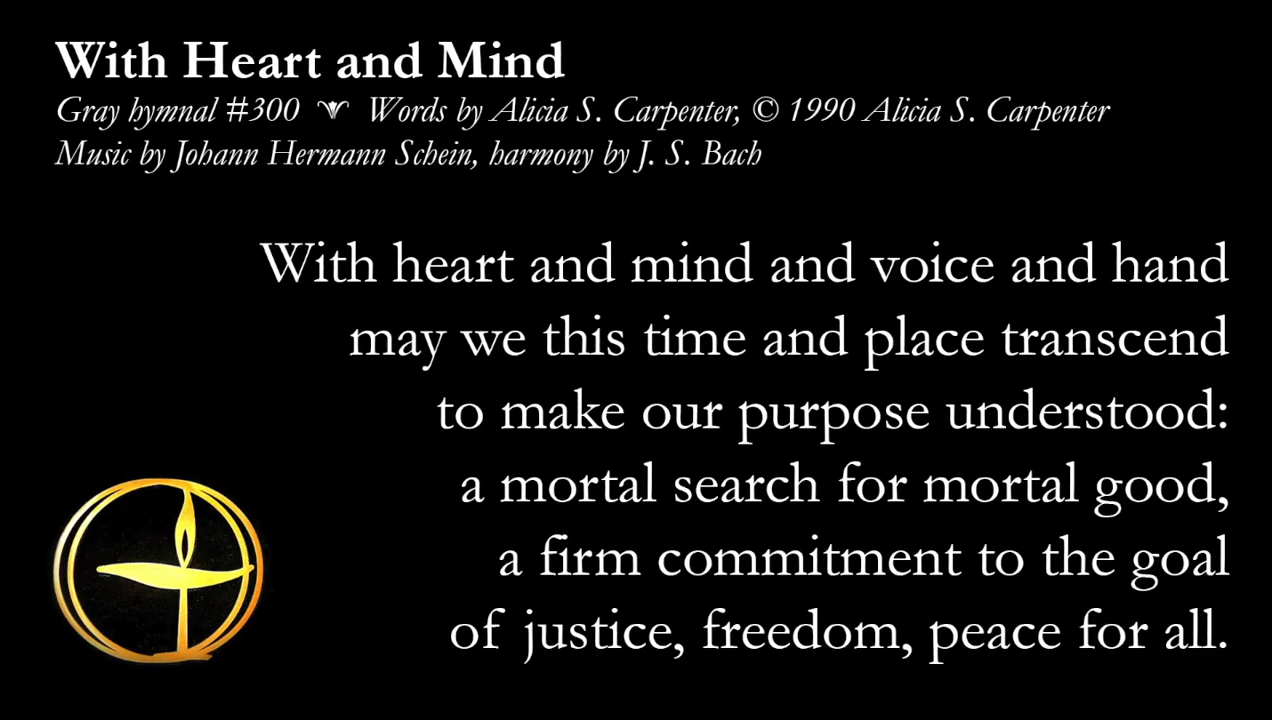 With Heart and Mind
Gray hymnal #300 Words by Alicia S. Carpenter, © 1990 Alicia S. Carpenter
Music by Johann Hermann Schein, harmony by J. S. Bach
With heart and mind and voice and hand
may we this time and place transcend
to make our purpose understood:
a mortal search for mortal good,
a firm commitment to the goal
of justice, freedom, peace for all.